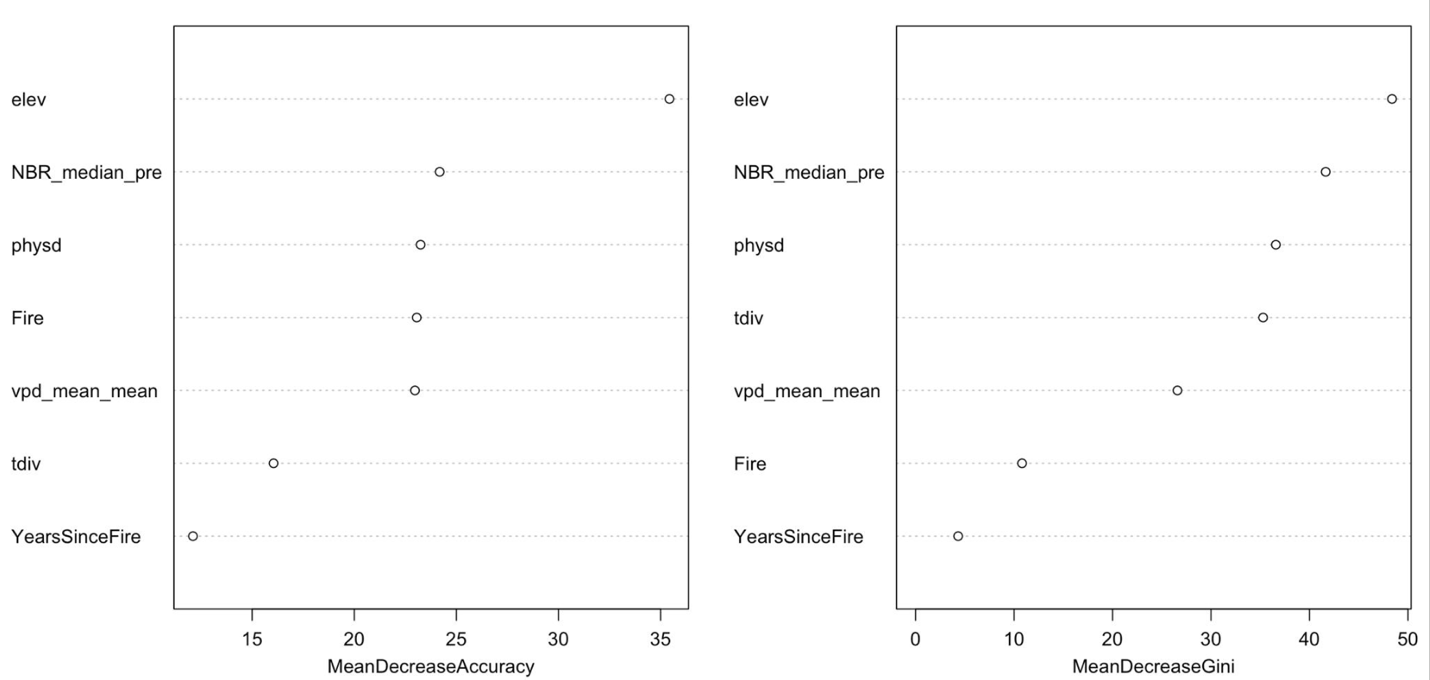 elev
NBR_median_pre
physd
Fire
vpd_mean_mean
tdiv
YearsSinceFire
15 20 25 30 35
MeanDecreaseAccuracy
elev
NBR_median_pre
physd
tdiv
vpd_mean_mean
Fire
YearsSinceFire
0 10 20 30 40 50
MeanDecreaseGini